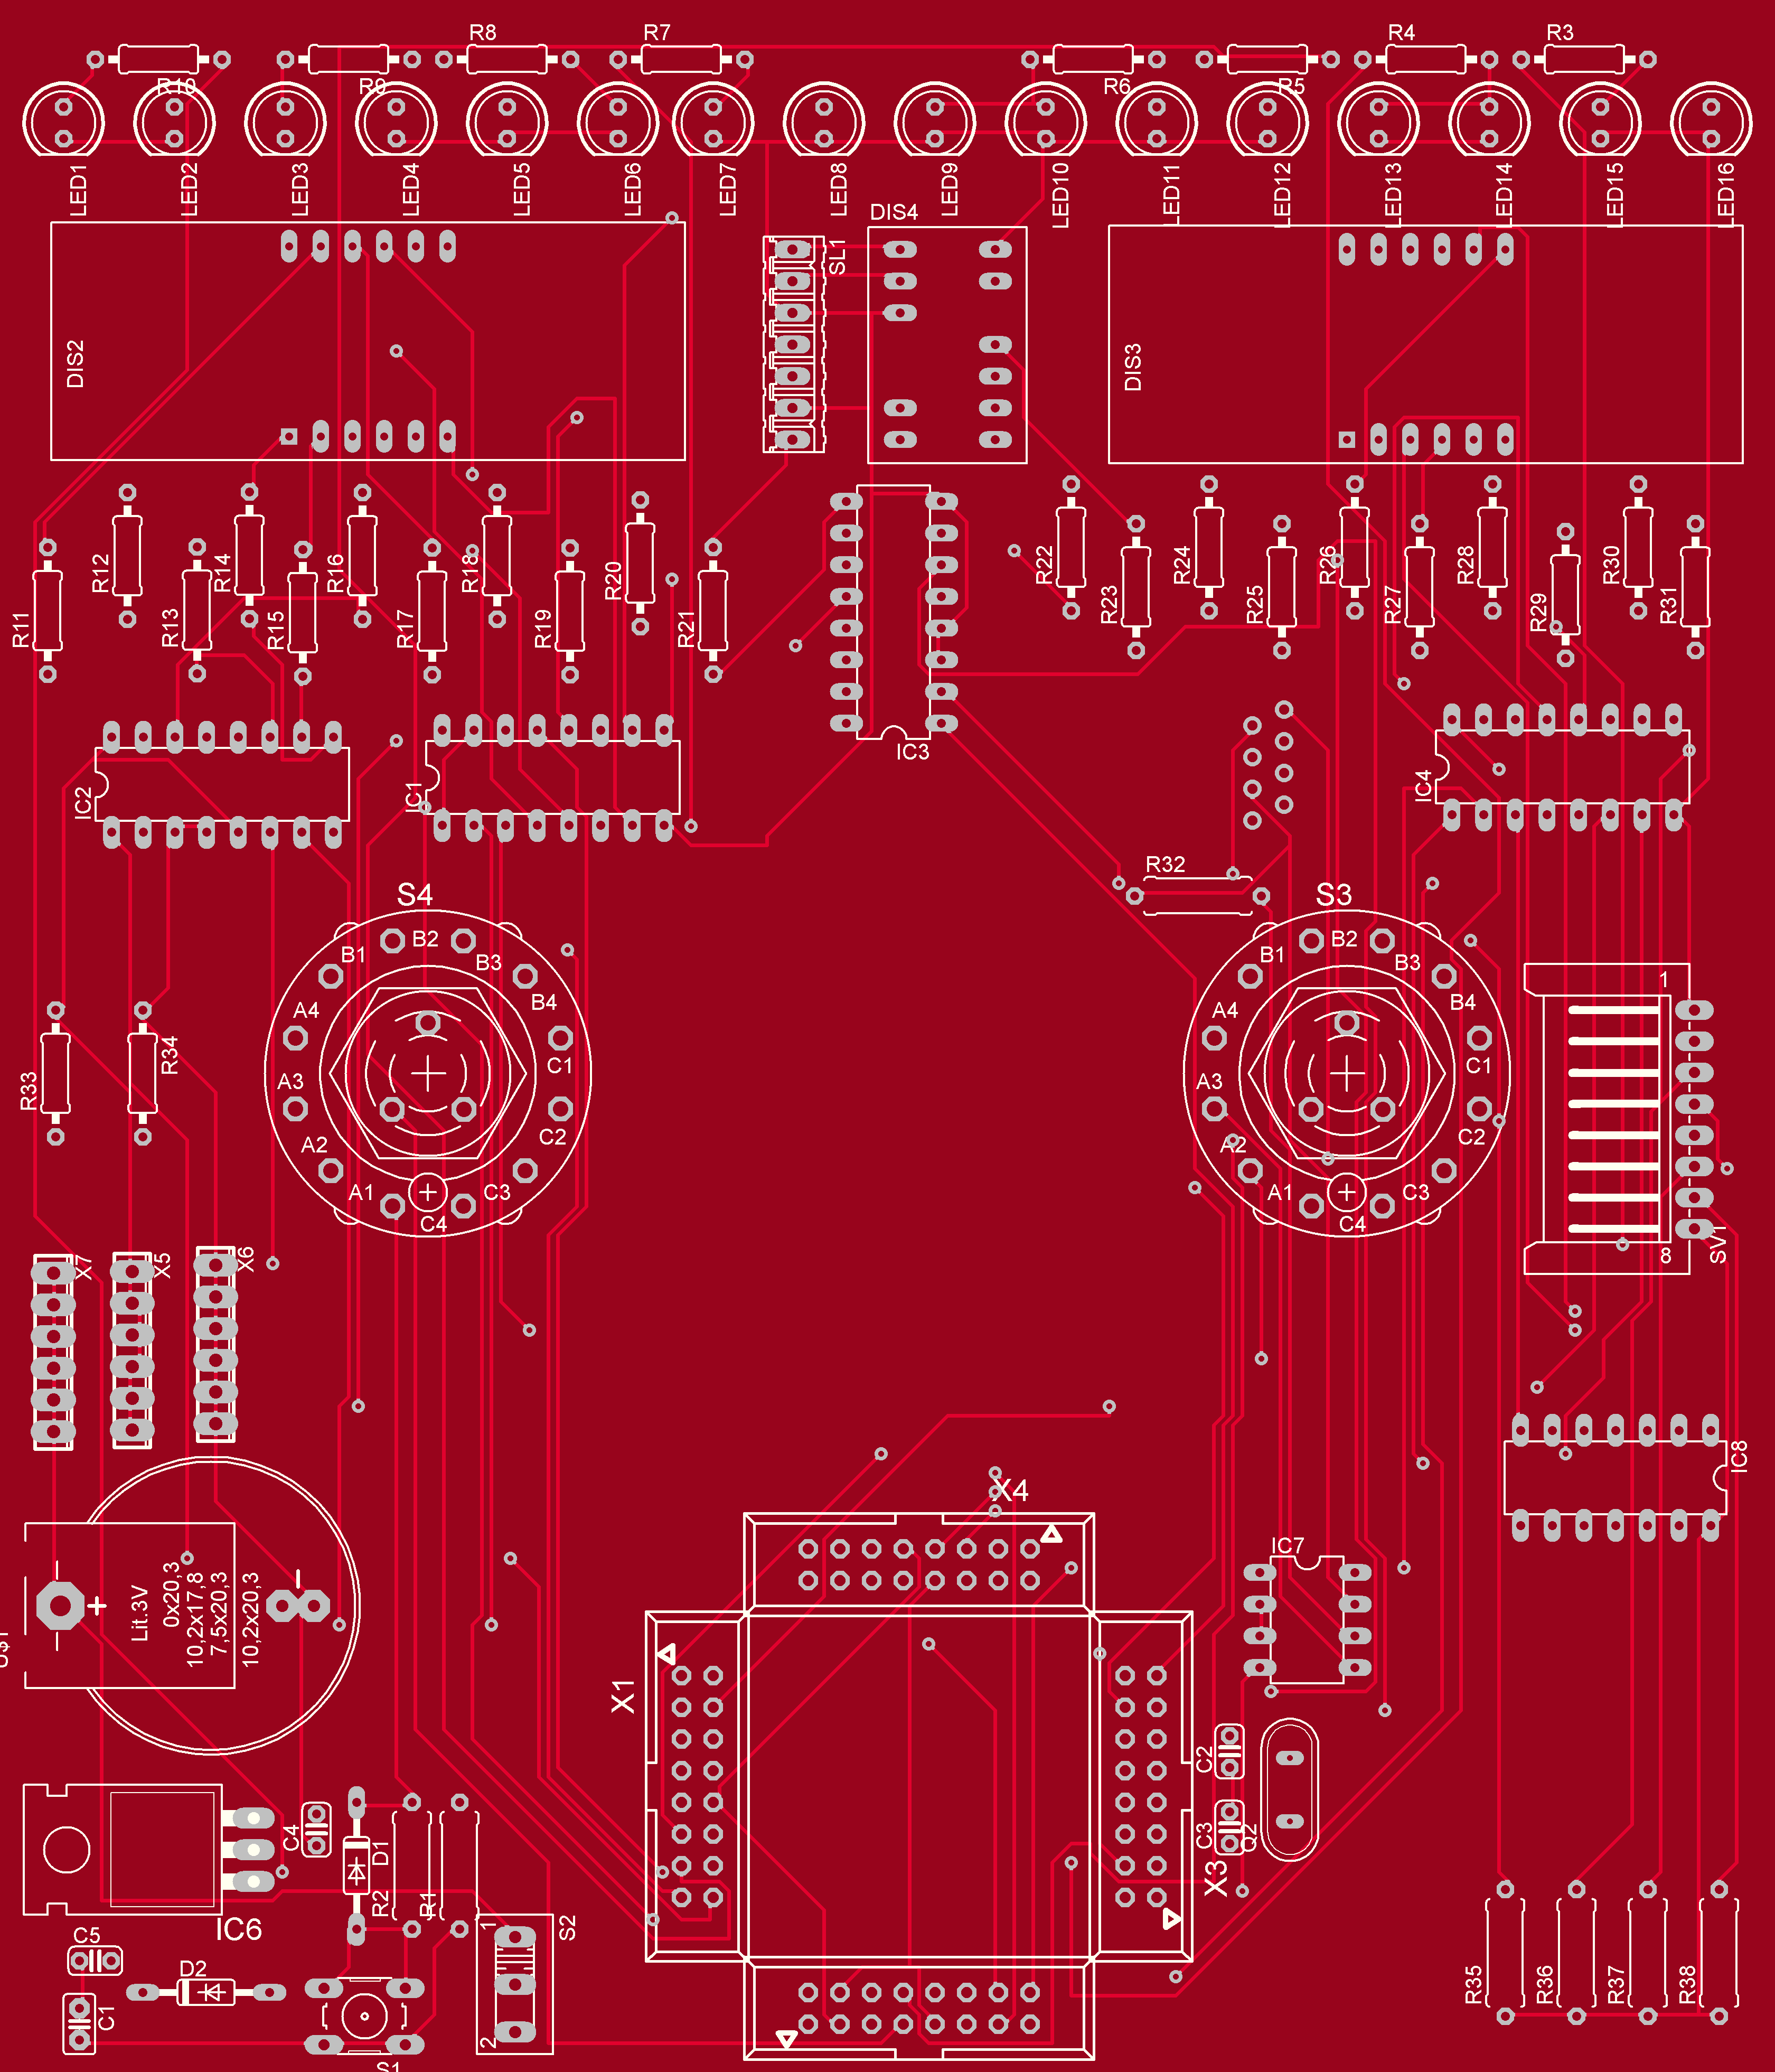 R8
R7
R4
R3
R10
R9
R6
R5
LED1
LED2
LED3
LED4
LED5
LED6
LED7
LED8
LED9
LED10
LED11
LED12
LED13
LED14
LED15
LED16
DIS4
SL1
DIS2
DIS3
R11
R12
R13
R14
R15
R16
R17
R18
R19
R20
R21
R22
R23
R24
R25
R26
R27
R28
R29
R30
R31
IC3
IC2
IC1
IC4
R32
S4
S3
B1
B2
B3
B4
A4
A3
A2
A1
C1
C2
C3
C4
B1
B2
B3
B4
A4
A3
A2
A1
C1
C2
C3
C4
1
8
SV1
R33
R34
X7
X5
X6
X4
IC8
IC7
+
-
Lit.3V
0x20,3
10,2x17,8
7,5x20,3
10,2x20,3
X1
C2
C3
Q2
X3
C4
D1
R2
R1
IC6
C5
D2
C1
S1
1
2
S2
R35
R36
R37
R38